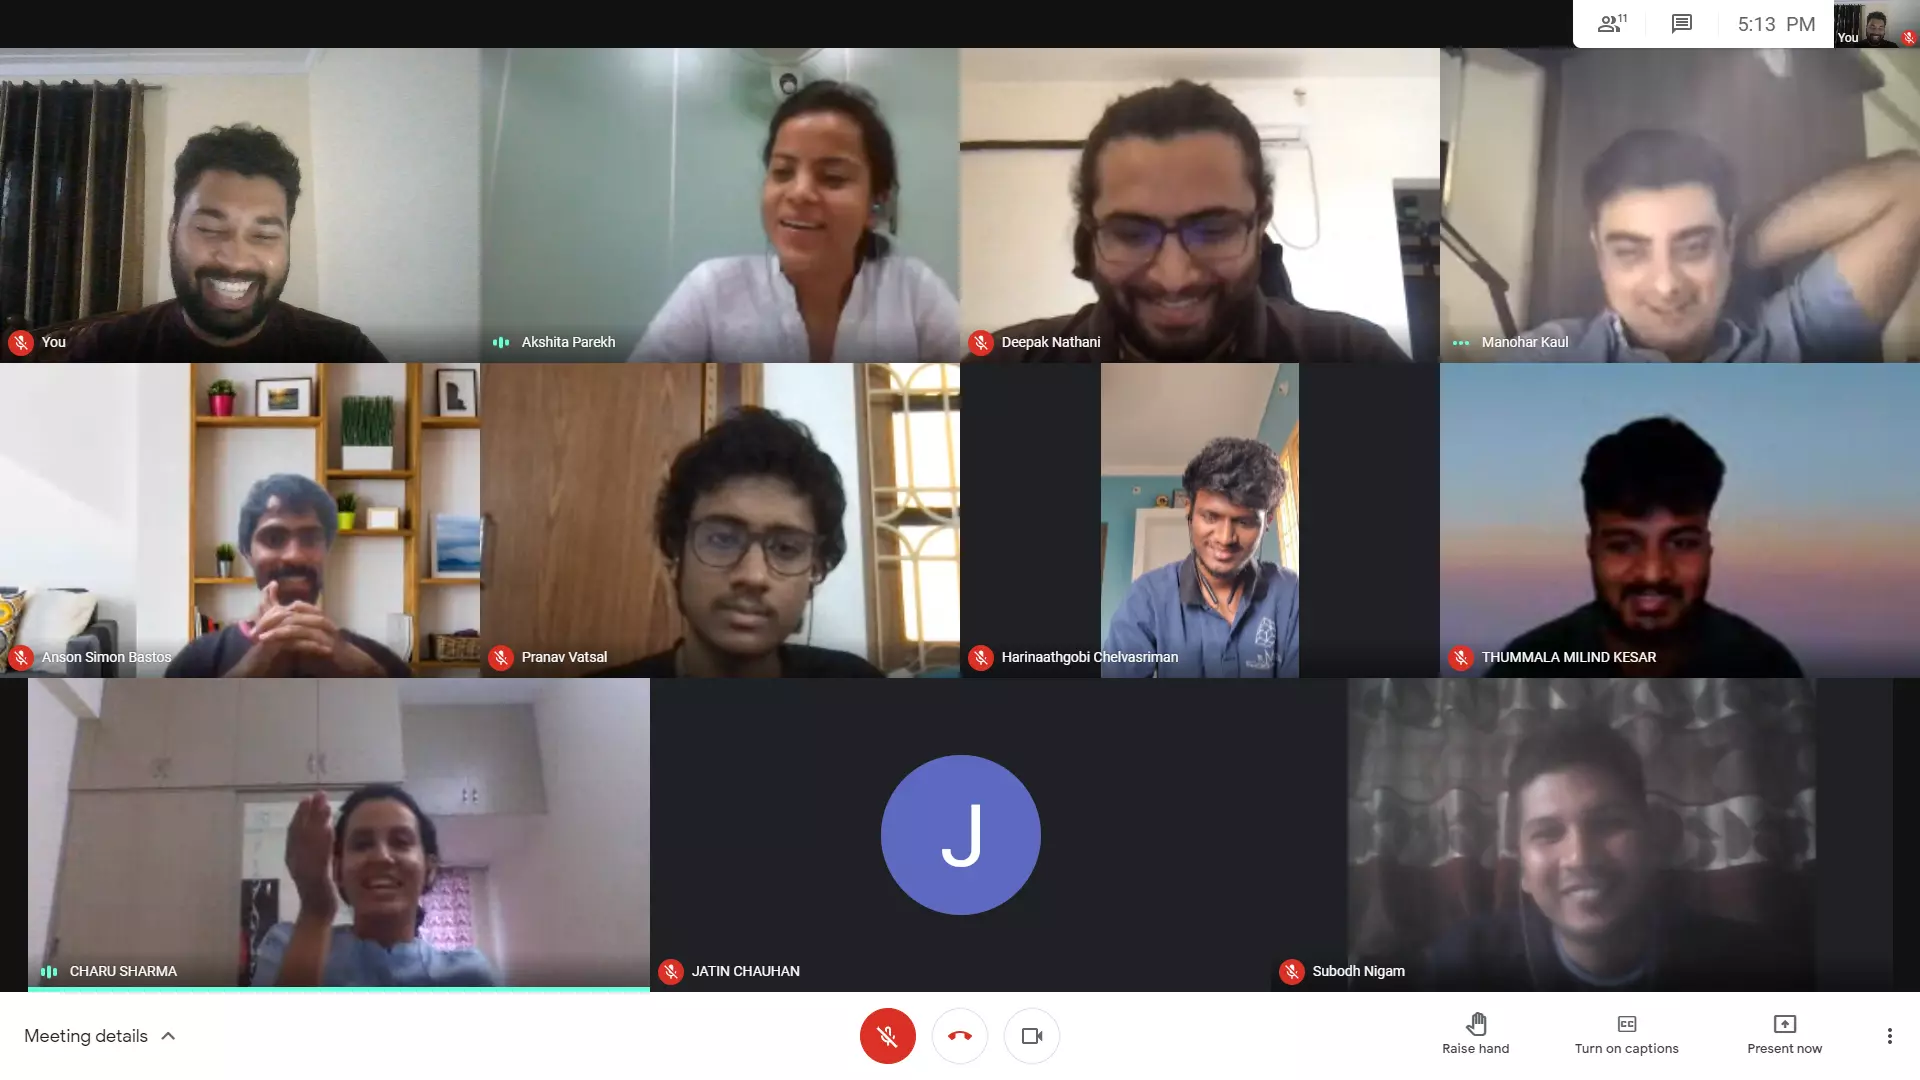 11
5:13 PM
You
You
Akshita Parekh
Deepak Nathani
Manohar Kaul
Anson Simon Bastos
Pranav Vatsal
Harinaathgobi Chelvasriman
THUMMALA MILIND KESAR
J
CHARU SHARMA
JATIN CHAUHAN
Subodh Nigam
Meeting details
CC
Raise hand
Turn on captions
Present now